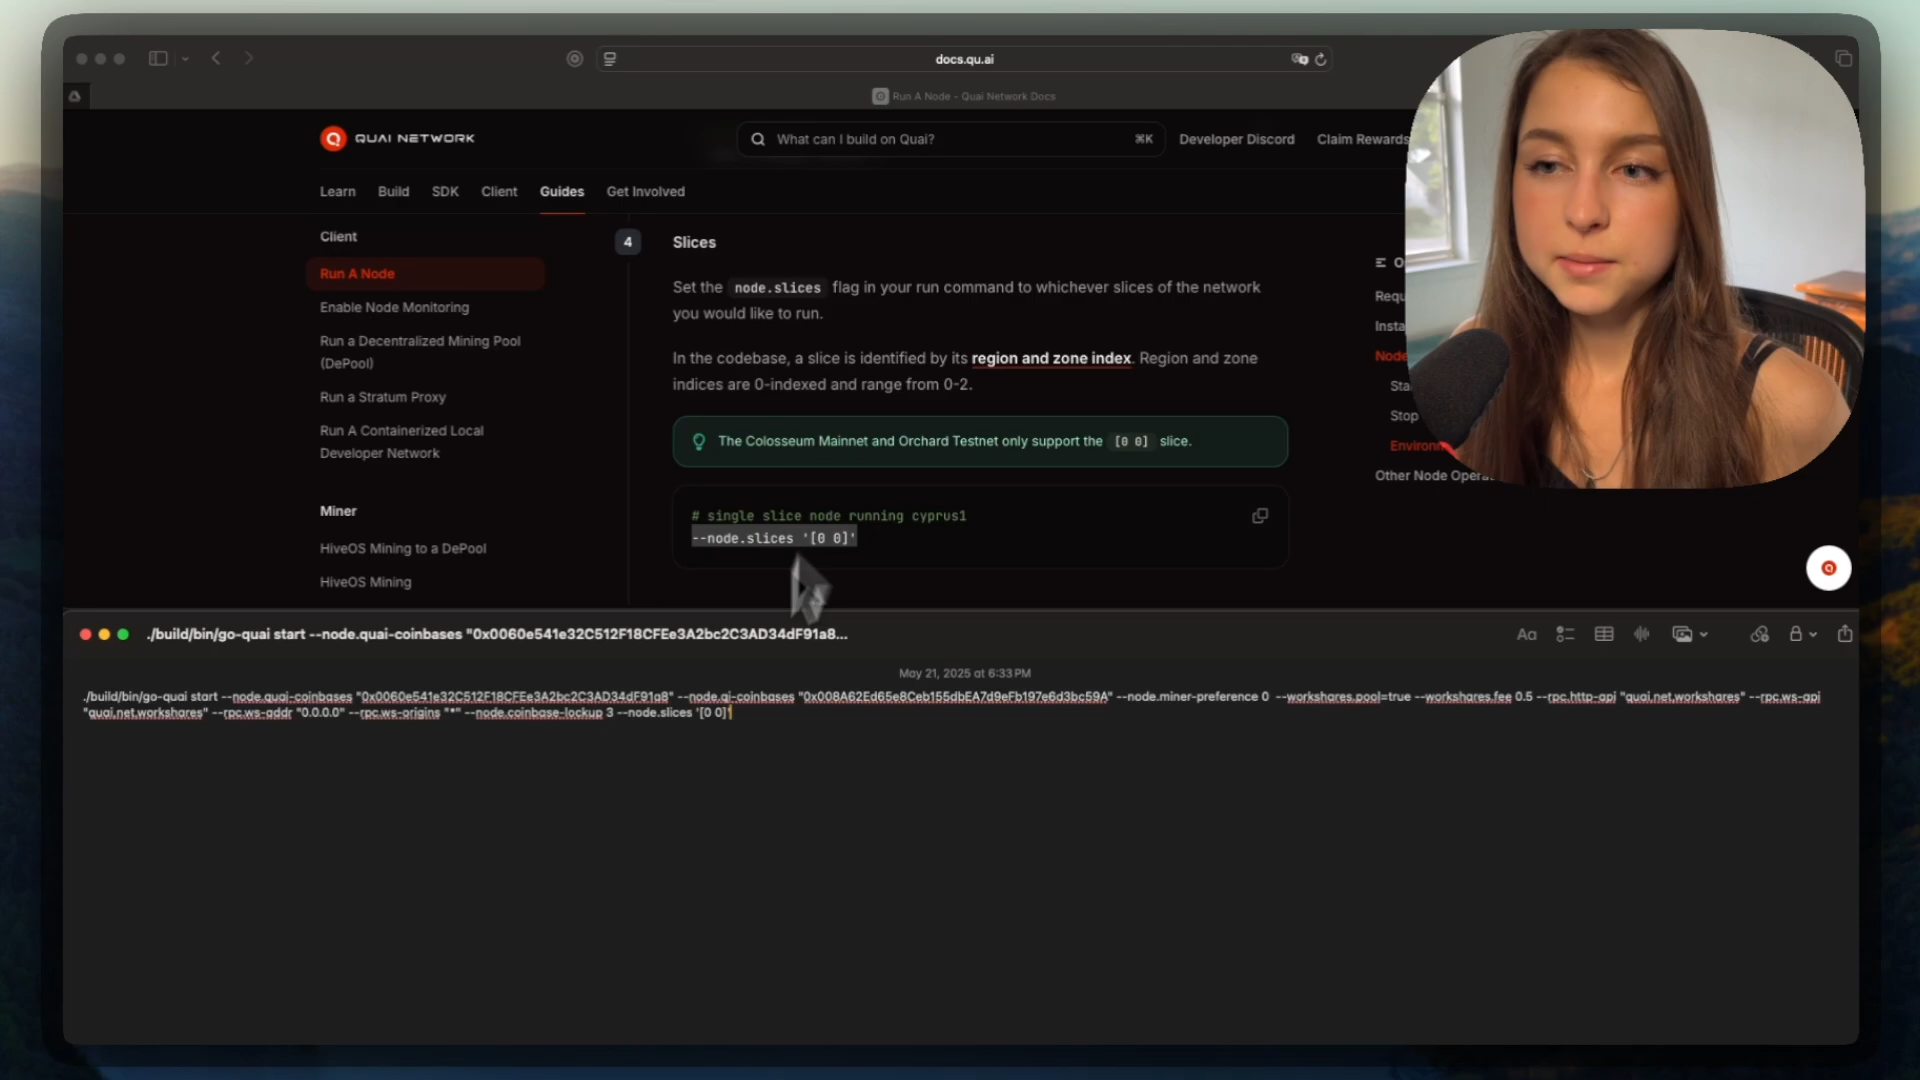 docs.qu.ai
Run A Node - Quai Network Docs
QUAI NETWORK
What can I build on Quai?
⌘K
Developer Discord
Claim Rewards
Learn
Build
SDK
Client
Guides
Get Involved
Client
Run A Node
Enable Node Monitoring
Run a Decentralized Mining Pool
(DePool)
Run a Stratum Proxy
Run A Containerized Local
Developer Network
Miner
HiveOS Mining to a DePool
HiveOS Mining
4
Slices
Set the node.slices flag in your run command to whichever slices of the network
you would like to run.
In the codebase, a slice is identified by its region and zone index. Region and zone
indices are 0-indexed and range from 0-2.
The Colosseum Mainnet and Orchard Testnet only support the [0 0] slice.
# single slice node running cyprus1
--node.slices '[0 0]'
Stop
Other Node
./build/bin/go-quai start --node.quai-coinbases "0x0060e541e32C512F18CFEe3A2bc2C3AD34dF91a8...
Aa
May 21, 2025 at 6:33 PM
./build/bin/go-quai start --node.quai-coinbases "0x0060e541e32C512F18CFEe3A2bc2C3AD34dF91a8" --node.qi-coinbases "0x008A62Ed65e8Ceb155dbEA7d9eFb197e6d3bc59A" --node.miner-preference 0 --workshares.pool=true --workshares.fee 0.5 --rpc.http-api "quai,net,workshares" --rpc.ws-api
"quai,net,workshares" --rpc.ws-addr "0.0.0.0" --rpc.ws-origins "*" --node.coinbase-lockup 3 --node.slices '[0 0]'